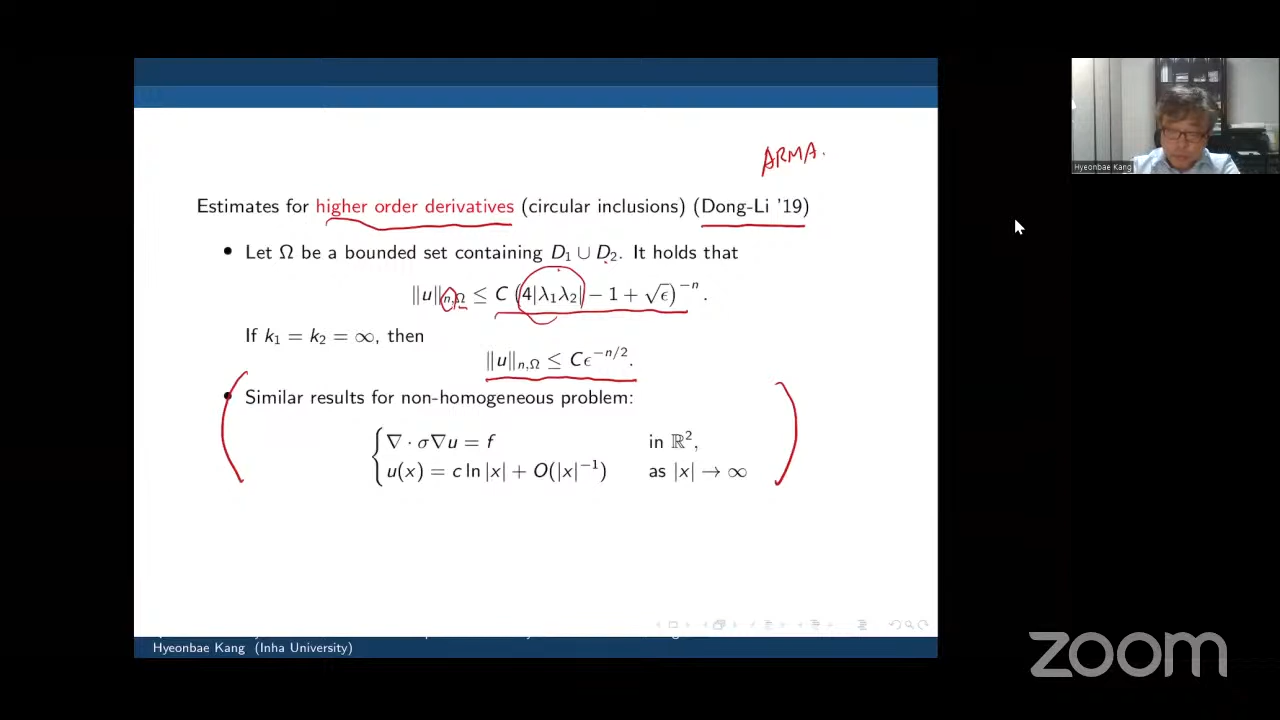 ARMA.
Estimates for higher order derivatives (circular inclusions) (Dong-Li '19)
• Let Ω be a bounded set containing D₁ ∪ D₂. It holds that
‖u‖ₙ,Ω ≤ C (4|λ₁λ₂| − 1 + √ϵ)⁻ⁿ.
If k₁ = k₂ = ∞, then
‖u‖ₙ,Ω ≤ Cϵ^{−n/2}.
• Similar results for non-homogeneous problem:
∇ · σ∇u = f in ℝ²,
u(x) = c ln |x| + O(|x|⁻¹) as |x| → ∞
Hyeonbae Kang (Inha University)
Hyeonbae Kang
zoom